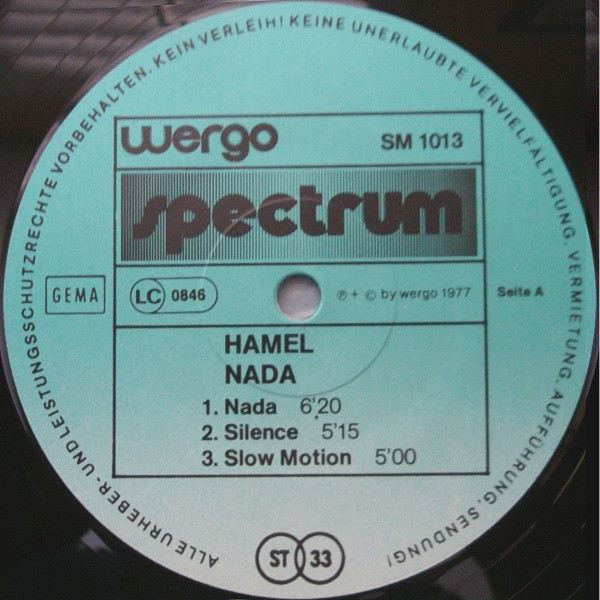 ALLE URHEBER- UND LEISTUNGSSCHUTZRECHTE VORBEHALTEN. KEIN VERLEIH! KEINE UNERLAUBTE VERVIELFÄLTIGUNG, VERMIETUNG, AUFFÜHRUNG, SENDUNG!
wergo SM 1013
spectrum
GEMA LC 0846 ℗ + © by wergo 1977 Seite A
HAMEL
NADA
1. Nada 6'20
2. Silence 5'15
3. Slow Motion 5'00
ST 33